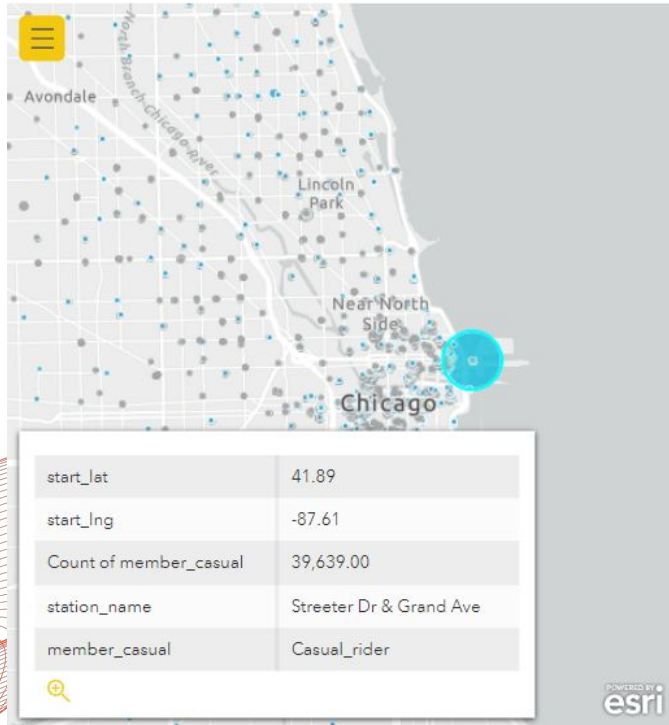 North Branch Chicago River
Avondale
Lincoln
Park
Near North
Side
Chicago
start_lat 41.89
start_lng -87.61
Count of member_casual 39,639.00
station_name Streeter Dr & Grand Ave
member_casual Casual_rider
POWERED BY
esri